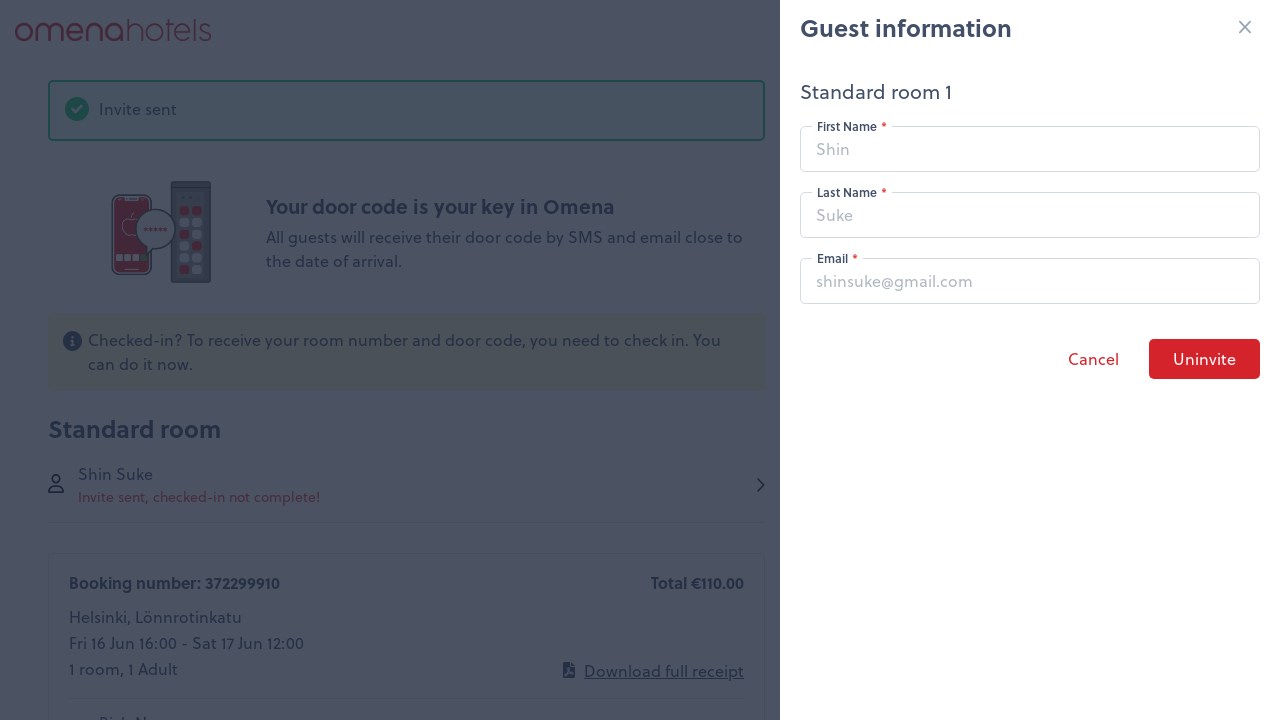 omenahotels
Invite sent
Your door code is your key in Omena
All guests will receive their door code by SMS and email close to
the date of arrival.
Checked-in? To receive your room number and door code, you need to check in. You
can do it now.
Standard room
Shin Suke
Invite sent, checked-in not complete!
Booking number: 372299910
Total €110.00
Helsinki, Lönnrotinkatu
Fri 16 Jun 16:00 - Sat 17 Jun 12:00
1 room, 1 Adult
Download full receipt
Guest information
Standard room 1
First Name *
Shin
Last Name *
Suke
Email *
shinsuke@gmail.com
Cancel
Uninvite